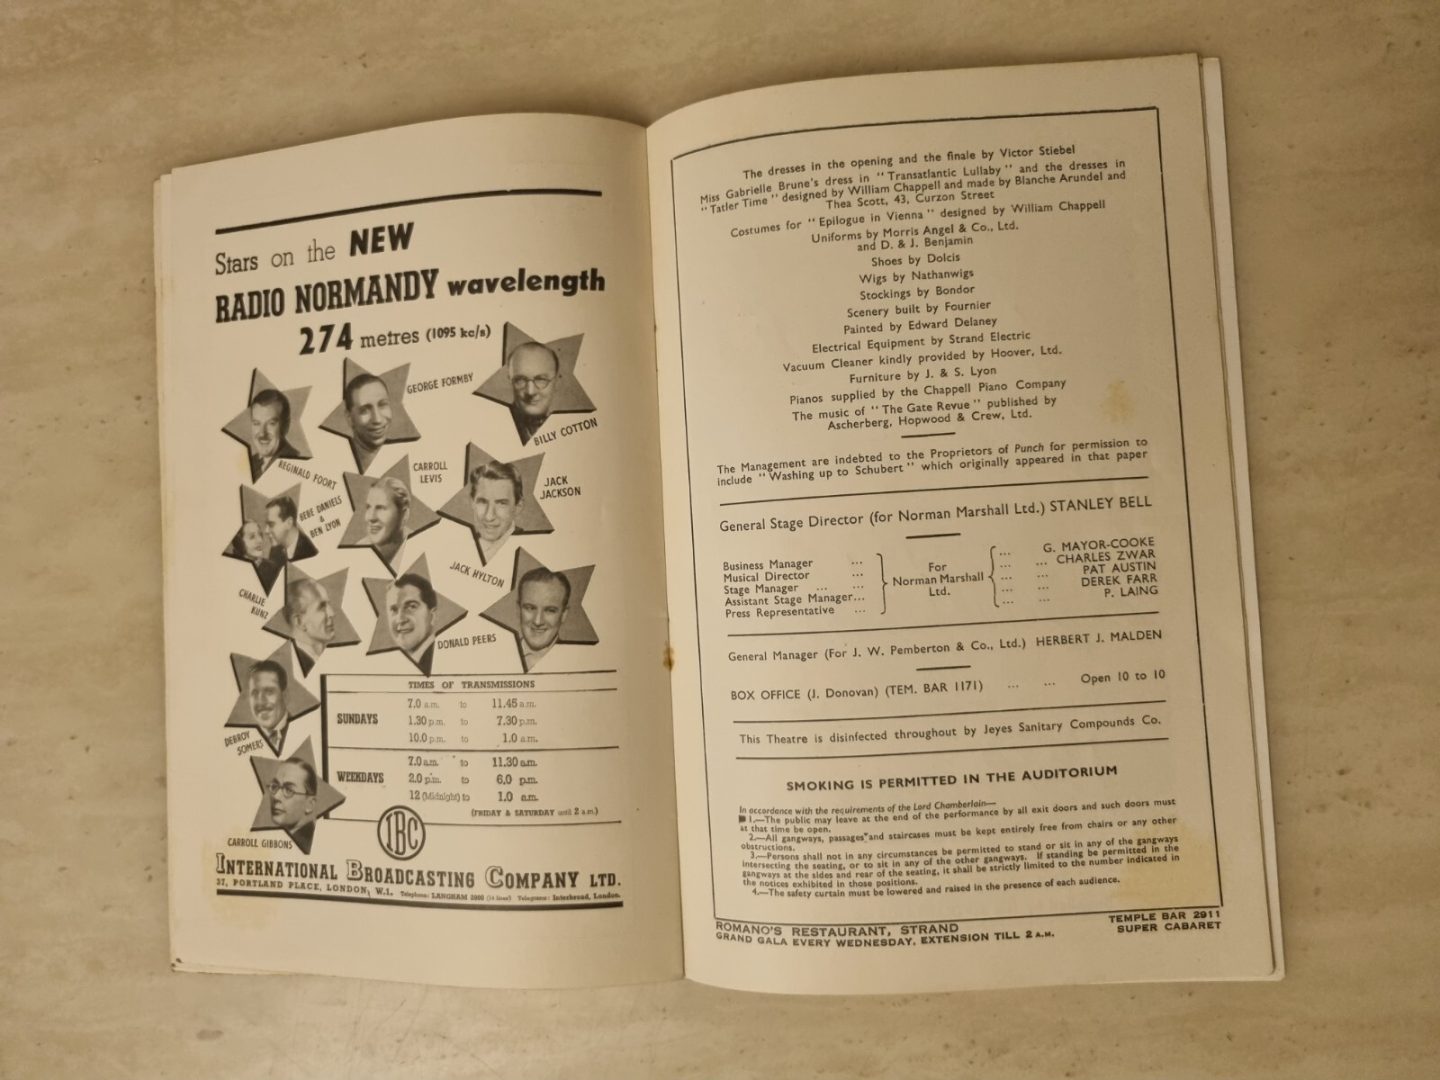 Stars on the NEW
RADIO NORMANDY wavelength
274 metres (1095 kc/s)
GEORGE FORMBY
BILLY COTTON
REGINALD FOORT
CARROLL
LEVIS
JACK
JACKSON
BEBE DANIELS
&
BEN LYON
JACK HYLTON
CHARLIE
KUNZ
DONALD PEERS
DEBROY
SOMERS
CARROLL GIBBONS
TIMES OF TRANSMISSIONS
SUNDAYS
7.0 a.m. to 11.45 a.m.
1.30 p.m. to 7.30 p.m.
10.0 p.m. to 1.0 a.m.
WEEKDAYS
7.0 a.m. to 11.30 a.m.
2.0 p.m. to 6.0 p.m.
12 (Midnight) to 1.0 a.m.
(FRIDAY & SATURDAY until 2 a.m.)
IBC
INTERNATIONAL BROADCASTING COMPANY LTD.
37, PORTLAND PLACE, LONDON, W.1. Telephone: LANGHAM 2000 (14 lines) Telegrams: Interbroad, London.
The dresses in the opening and the finale by Victor Stiebel
Miss Gabrielle Brune's dress in "Transatlantic Lullaby" and the dresses in
"Tatler Time" designed by William Chappell and made by Blanche Arundel and
Thea Scott, 43, Curzon Street
Costumes for "Epilogue in Vienna" designed by William Chappell
Uniforms by Morris Angel & Co., Ltd.
and D. & J. Benjamin
Shoes by Dolcis
Wigs by Nathanwigs
Stockings by Bondor
Scenery built by Fournier
Painted by Edward Delaney
Electrical Equipment by Strand Electric
Vacuum Cleaner kindly provided by Hoover, Ltd.
Furniture by J. & S. Lyon
Pianos supplied by the Chappell Piano Company
The music of "The Gate Revue" published by
Ascherberg, Hopwood & Crew, Ltd.
The Management are indebted to the Proprietors of Punch for permission to
include "Washing up to Schubert" which originally appeared in that paper
General Stage Director (for Norman Marshall Ltd.) STANLEY BELL
Business Manager ...
Musical Director ...
Stage Manager ... ...
Assistant Stage Manager...
Press Representative ...
For
Norman Marshall
Ltd.
... G. MAYOR-COOKE
... ... CHARLES ZWAR
... ... PAT AUSTIN
... ... DEREK FARR
... ... P. LAING
General Manager (For J. W. Pemberton & Co., Ltd.) HERBERT J. MALDEN
BOX OFFICE (J. Donovan) (TEM. BAR 1171) ... ... Open 10 to 10
This Theatre is disinfected throughout by Jeyes Sanitary Compounds Co.
SMOKING IS PERMITTED IN THE AUDITORIUM
In accordance with the requirements of the Lord Chamberlain—
1.—The public may leave at the end of the performance by all exit doors and such doors must
at that time be open.
2.—All gangways, passages and staircases must be kept entirely free from chairs or any other
obstructions.
3.—Persons shall not in any circumstances be permitted to stand or sit in any of the gangways
intersecting the seating, or to sit in any of the other gangways. If standing be permitted in the
gangways at the sides and rear of the seating, it shall be strictly limited to the number indicated in
the notices exhibited in those positions.
4.—The safety curtain must be lowered and raised in the presence of each audience.
ROMANO'S RESTAURANT, STRAND TEMPLE BAR 2911
GRAND GALA EVERY WEDNESDAY, EXTENSION TILL 2 A.M. SUPER CABARET